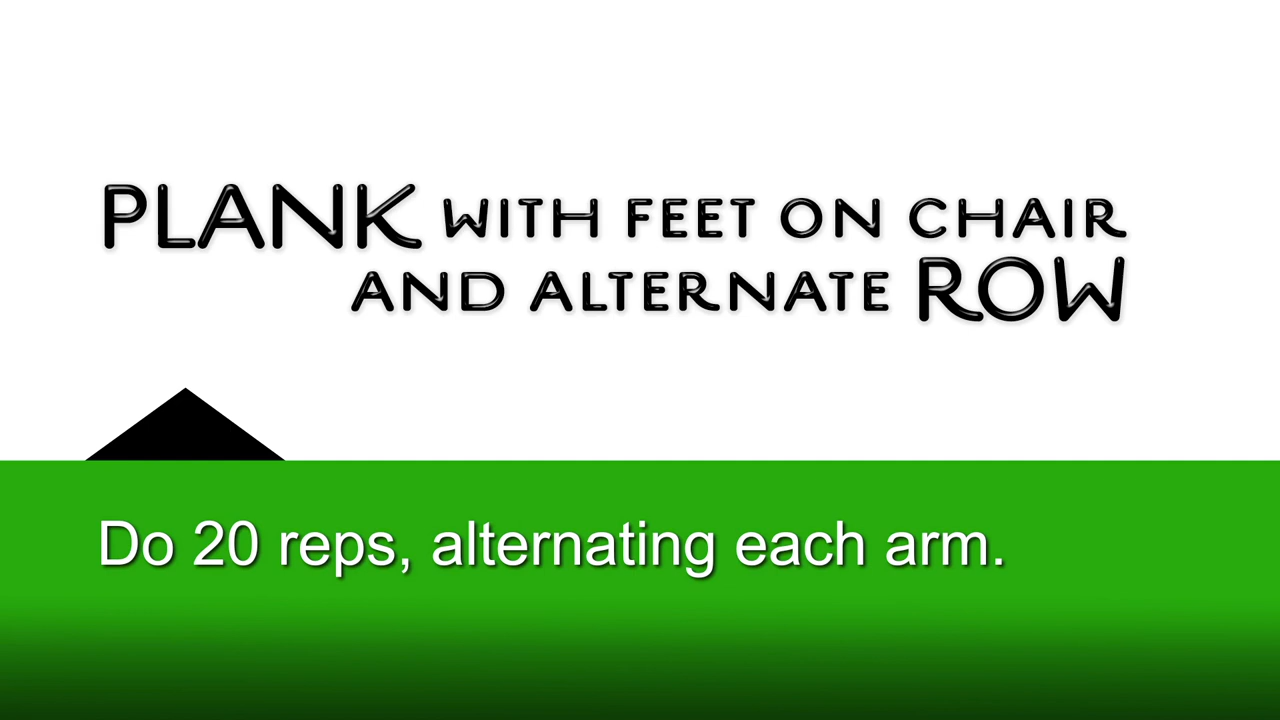 PLANK WITH FEET ON CHAIR
AND ALTERNATE ROW
Do 20 reps, alternating each arm.